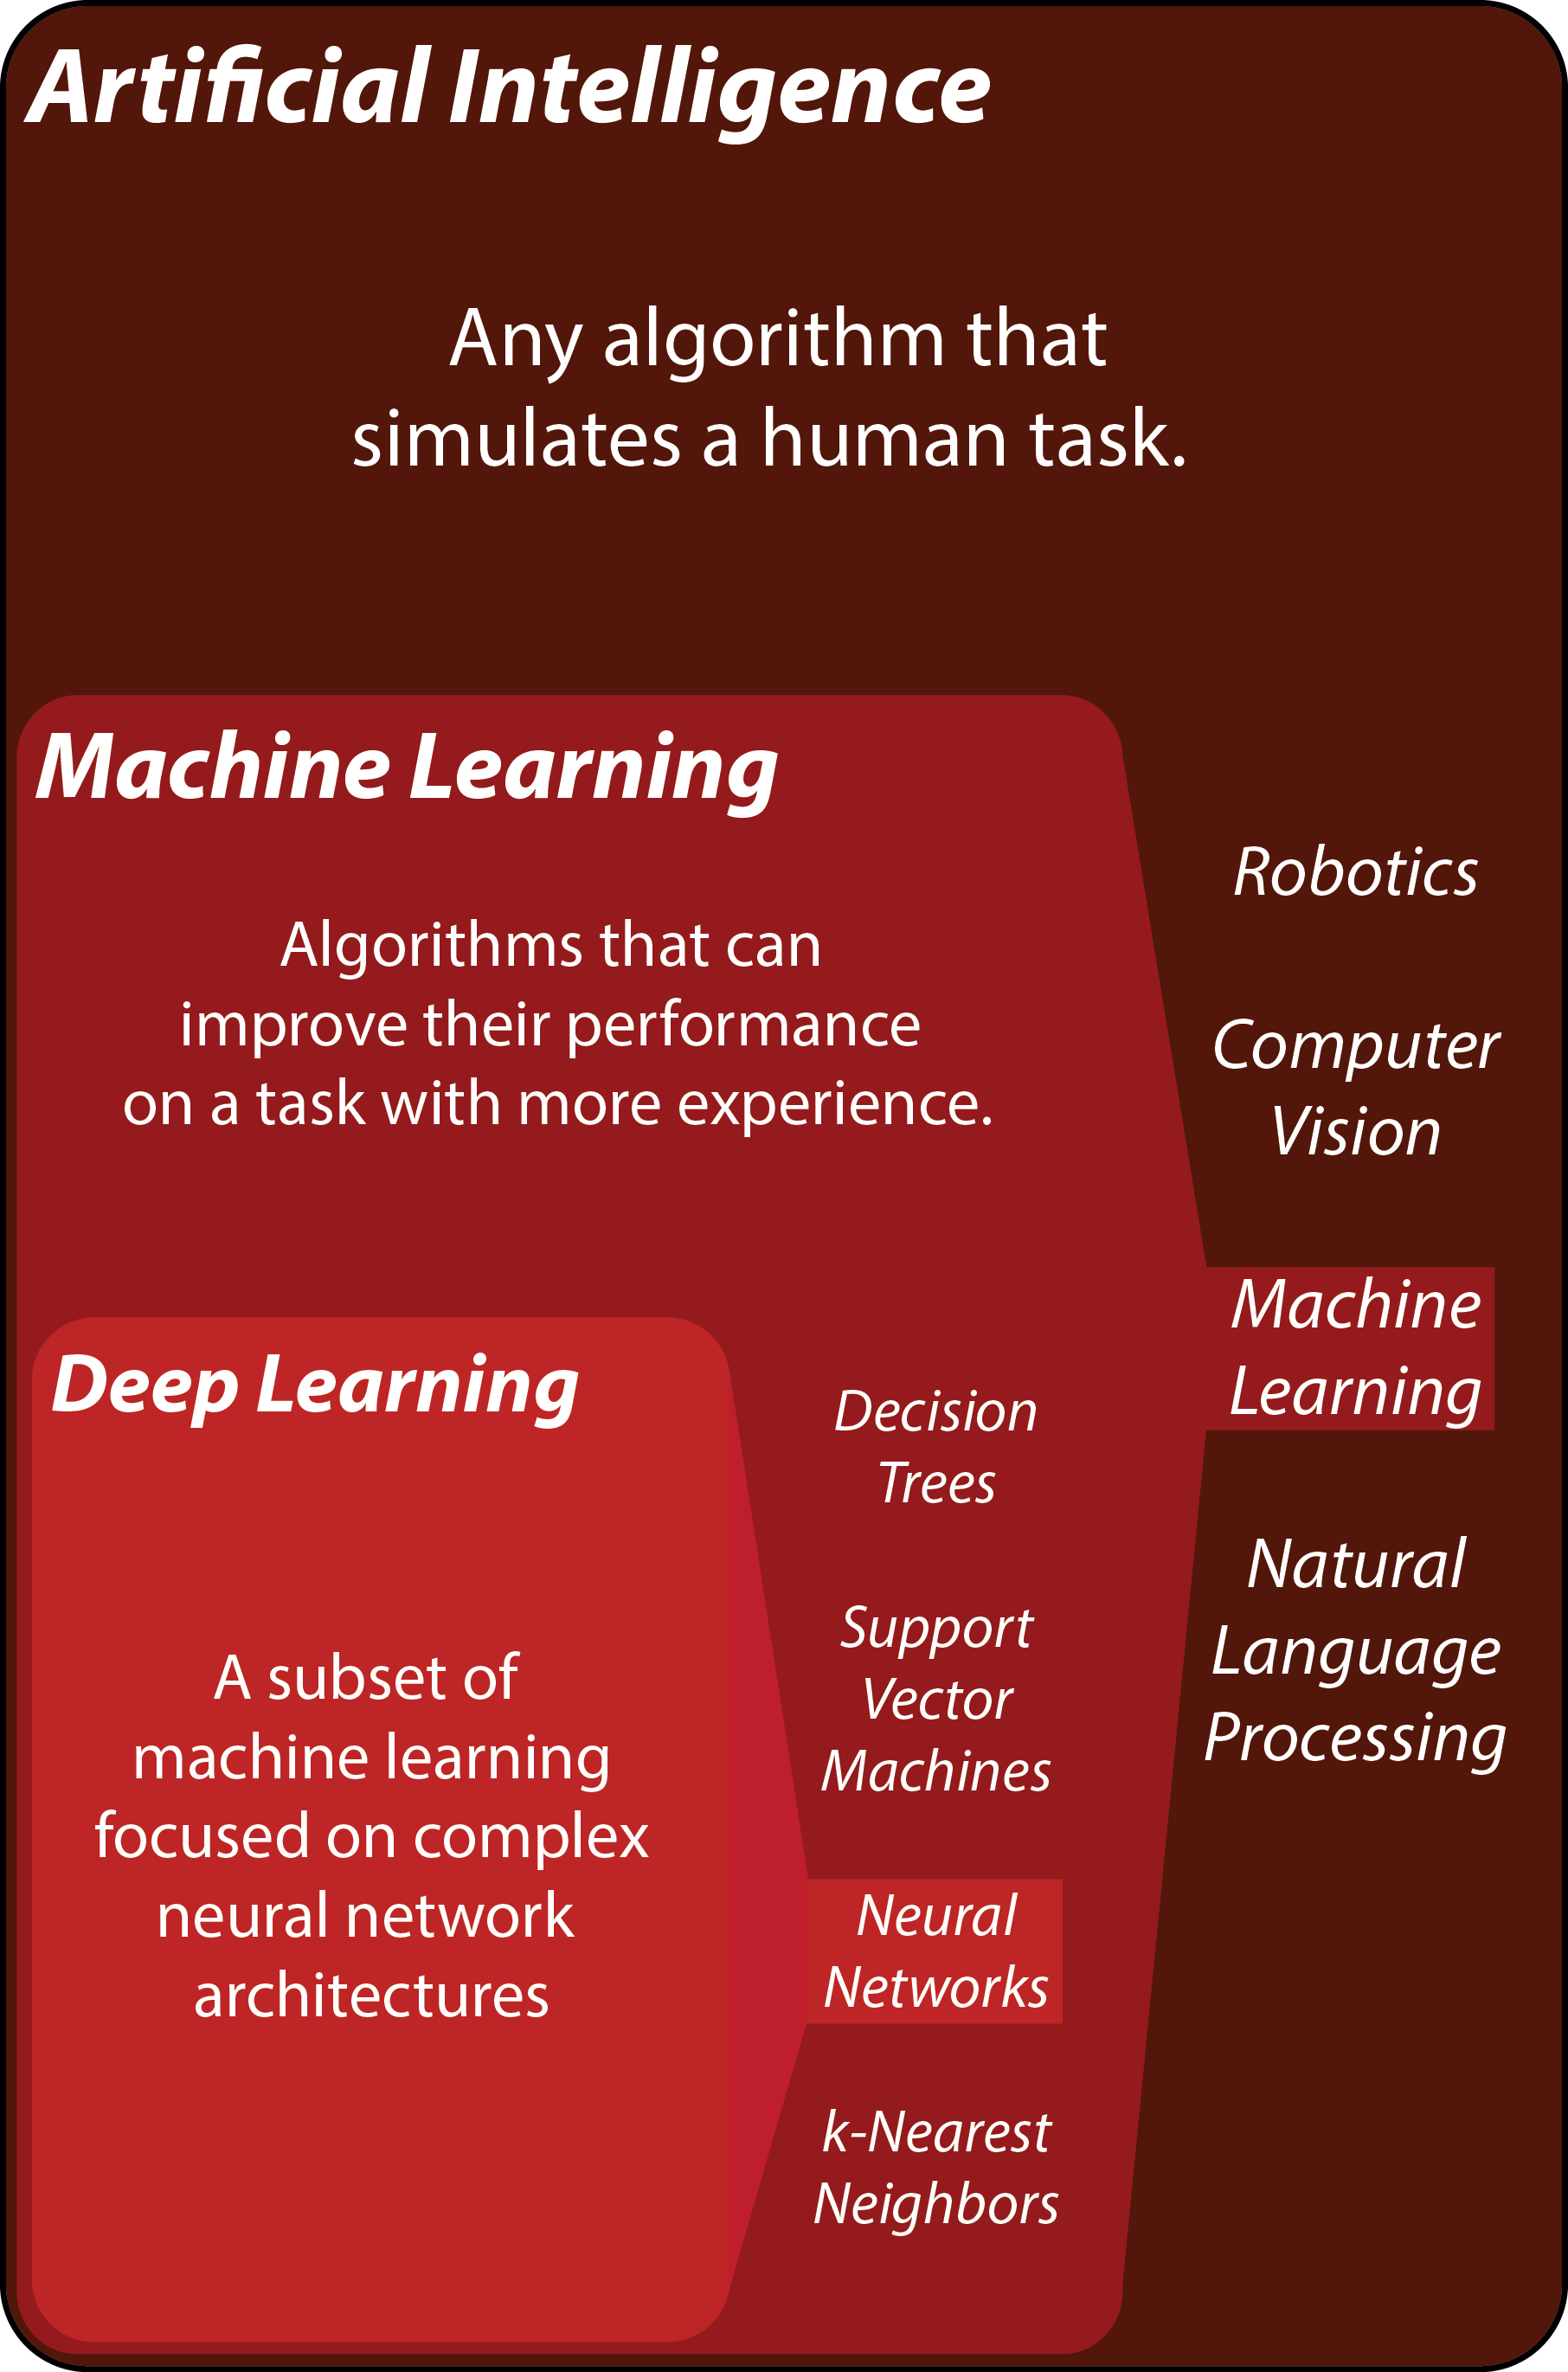 Artificial Intelligence
Any algorithm that
simulates a human task.
Machine Learning
Algorithms that can
improve their performance
on a task with more experience.
Deep Learning
A subset of
machine learning
focused on complex
neural network
architectures
Decision
Trees
Support
Vector
Machines
Neural
Networks
k-Nearest
Neighbors
Robotics
Computer
Vision
Machine
Learning
Natural
Language
Processing